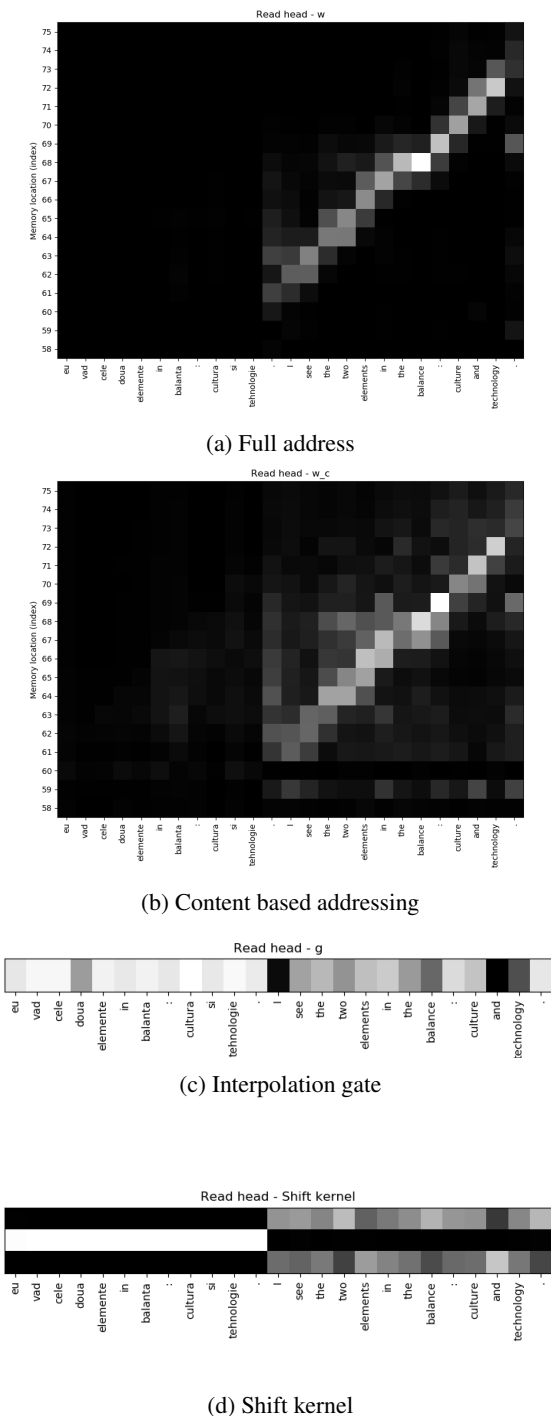 Read head - w
Memory location (index)
75
74
73
72
71
70
69
68
67
66
65
64
63
62
61
60
59
58
eu vad cele doua elemente in balanta : cultura si tehnologie . I see the two elements in the balance : culture and technology .
(a) Full address
Read head - w_c
Memory location (index)
75
74
73
72
71
70
69
68
67
66
65
64
63
62
61
60
59
58
eu vad cele doua elemente in balanta : cultura si tehnologie . I see the two elements in the balance : culture and technology .
(b) Content based addressing
Read head - g
eu vad cele doua elemente in balanta : cultura si tehnologie . I see the two elements in the balance : culture and technology .
(c) Interpolation gate
Read head - Shift kernel
eu vad cele doua elemente in balanta : cultura si tehnologie . I see the two elements in the balance : culture and technology .
(d) Shift kernel